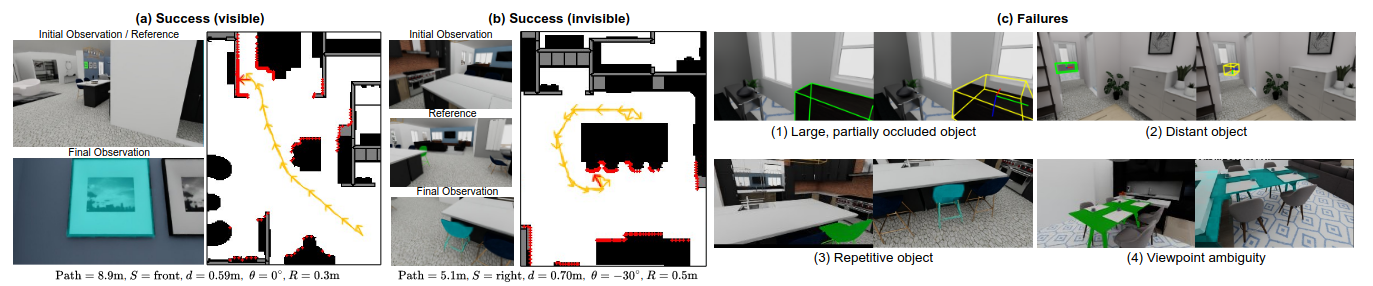 (a) Success (visible)
Initial Observation / Reference
Final Observation
Path = 8.9m, S = front, d = 0.59m, θ = 0°, R = 0.3m
(b) Success (invisible)
Initial Observation
Reference
Final Observation
Path = 5.1m, S = right, d = 0.70m, θ = −30°, R = 0.5m
(c) Failures
(1) Large, partially occluded object
(2) Distant object
(3) Repetitive object
(4) Viewpoint ambiguity